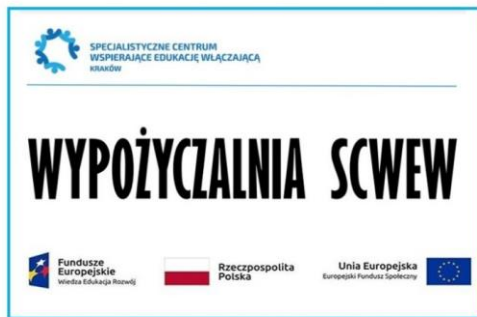 SPECJALISTYCZNE CENTRUM
WSPIERAJĄCE EDUKACJĘ WŁĄCZAJĄCĄ
KRAKÓW
WYPOŻYCZALNIA SCWEW
Fundusze
Europejskie
Wiedza Edukacja Rozwój
Rzeczpospolita
Polska
Unia Europejska
Europejski Fundusz Społeczny